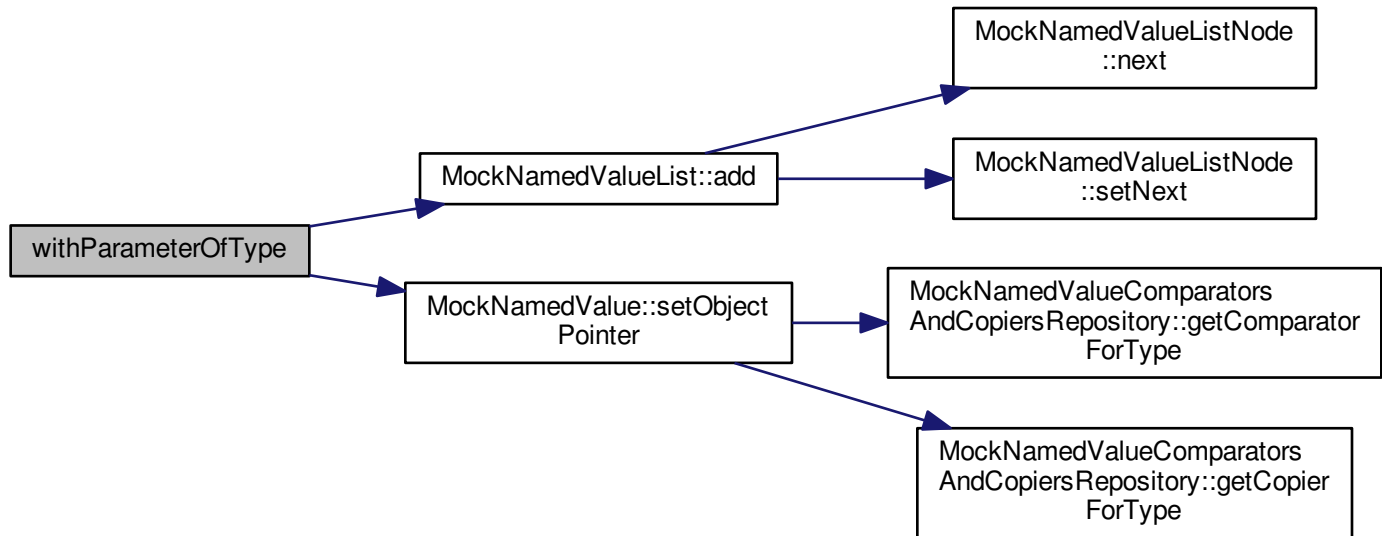 MockNamedValueListNode
::next
MockNamedValueList::add
MockNamedValueListNode
::setNext
withParameterOfType
MockNamedValue::setObject
Pointer
MockNamedValueComparators
AndCopiersRepository::getComparator
ForType
MockNamedValueComparators
AndCopiersRepository::getCopier
ForType